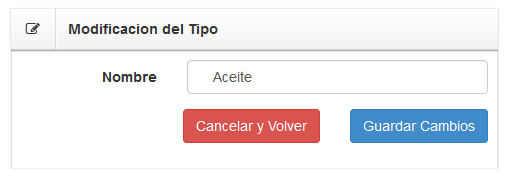 Modificacion del Tipo
Nombre Aceite
Cancelar y Volver Guardar Cambios